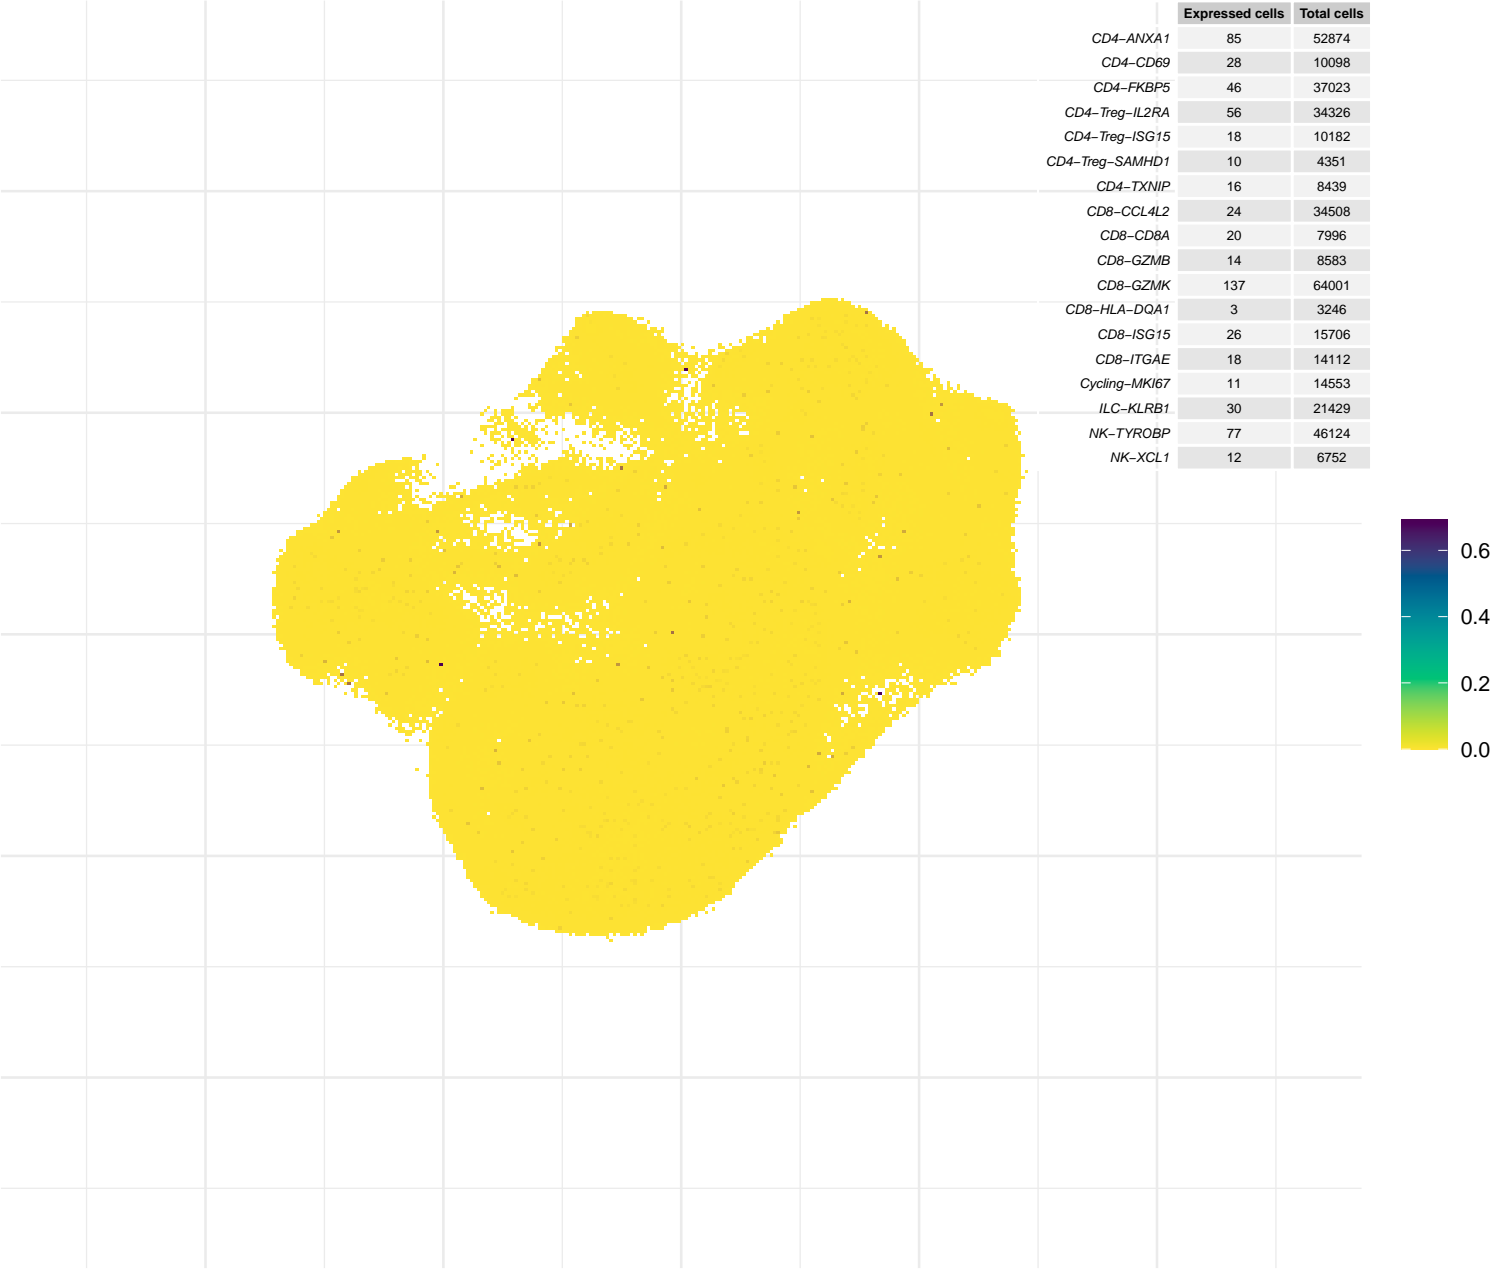 Expressed cells Total cells
CD4−ANXA1 85 52874
CD4−CD69 28 10098
CD4−FKBP5 46 37023
CD4−Treg−IL2RA 56 34326
CD4−Treg−ISG15 18 10182
CD4−Treg−SAMHD1 10 4351
CD4−TXNIP 16 8439
CD8−CCL4L2 24 34508
CD8−CD8A 20 7996
CD8−GZMB 14 8583
CD8−GZMK 137 64001
CD8−HLA−DQA1 3 3246
CD8−ISG15 26 15706
CD8−ITGAE 18 14112
Cycling−MKI67 11 14553
ILC−KLRB1 30 21429
NK−TYROBP 77 46124
NK−XCL1 12 6752
0.6
0.4
0.2
0.0